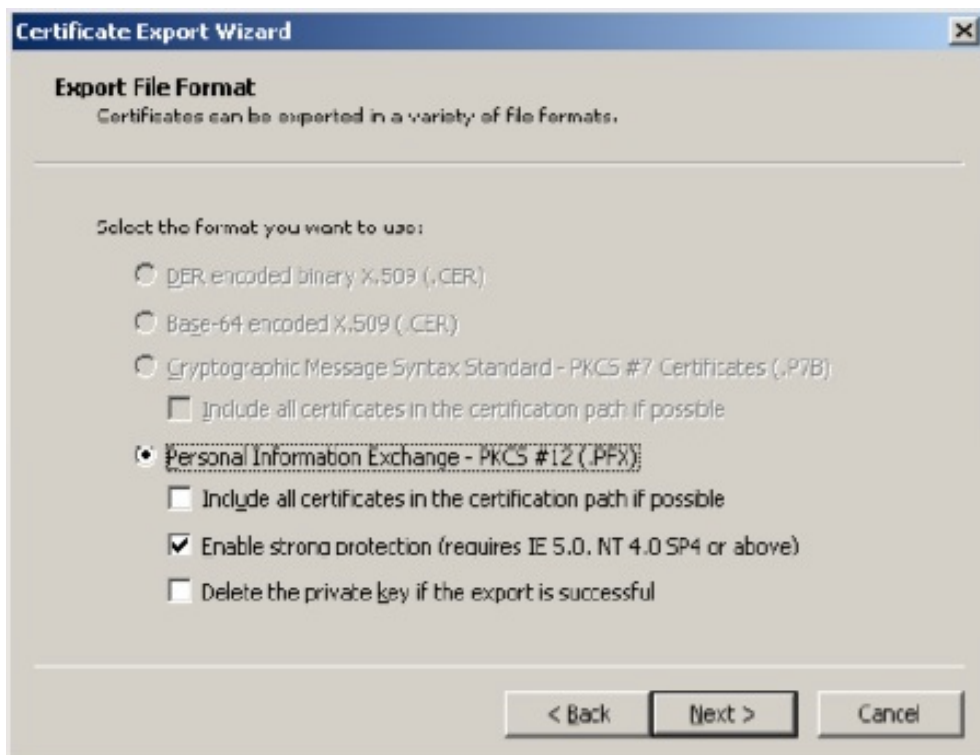 Certificate Export Wizard
Export File Format
Certificates can be exported in a variety of file formats.
Select the format you want to use:
DER encoded binary X.509 (.CER)
Base-64 encoded X.509 (.CER)
Cryptographic Message Syntax Standard - PKCS #7 Certificates (.P7B)
Include all certificates in the certification path if possible
Personal Information Exchange - PKCS #12 (.PFX)
Include all certificates in the certification path if possible
Enable strong protection (requires IE 5.0, NT 4.0 SP4 or above)
Delete the private key if the export is successful
< Back Next > Cancel